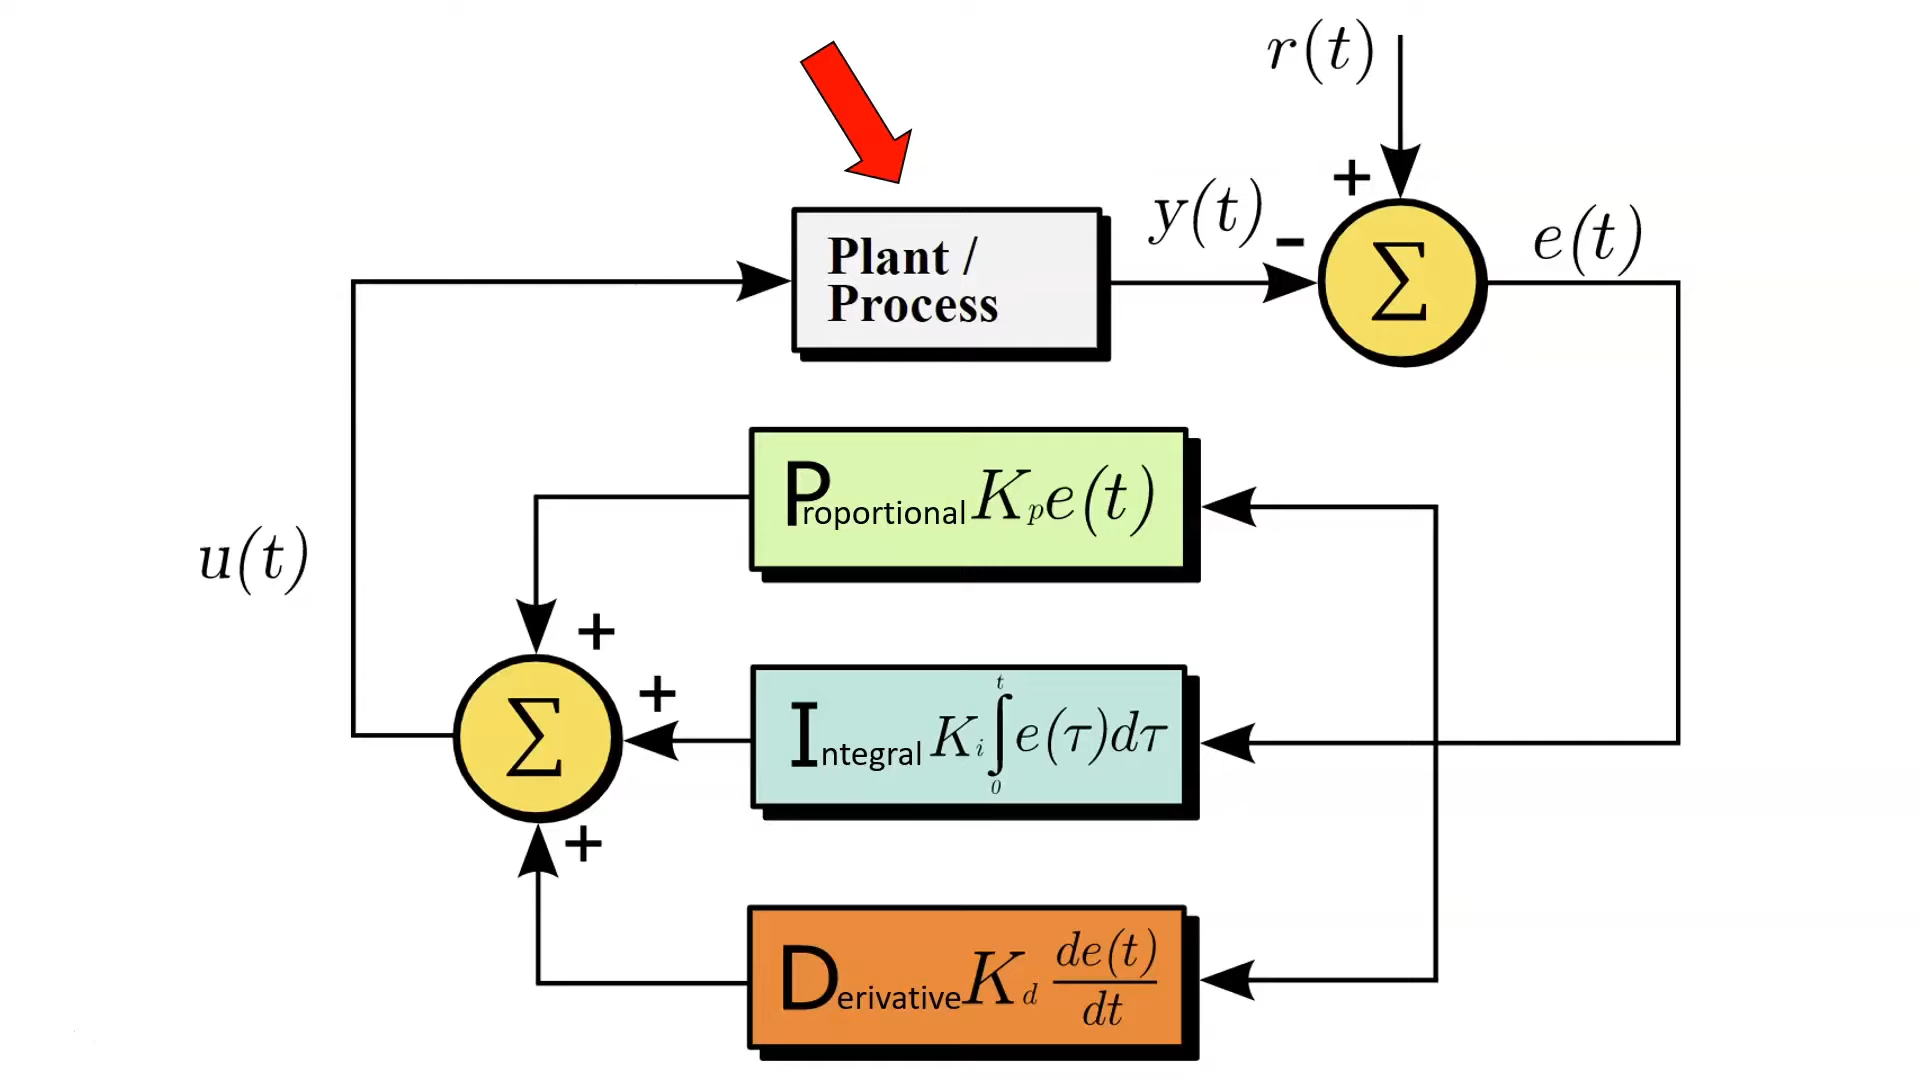 r(t)
+
y(t)
-
Σ
e(t)
Plant /
Process
Proportional K_p e(t)
u(t)
+
+
Σ
Integral K_i ∫_0^t e(τ)dτ
+
Derivative K_d de(t)/dt